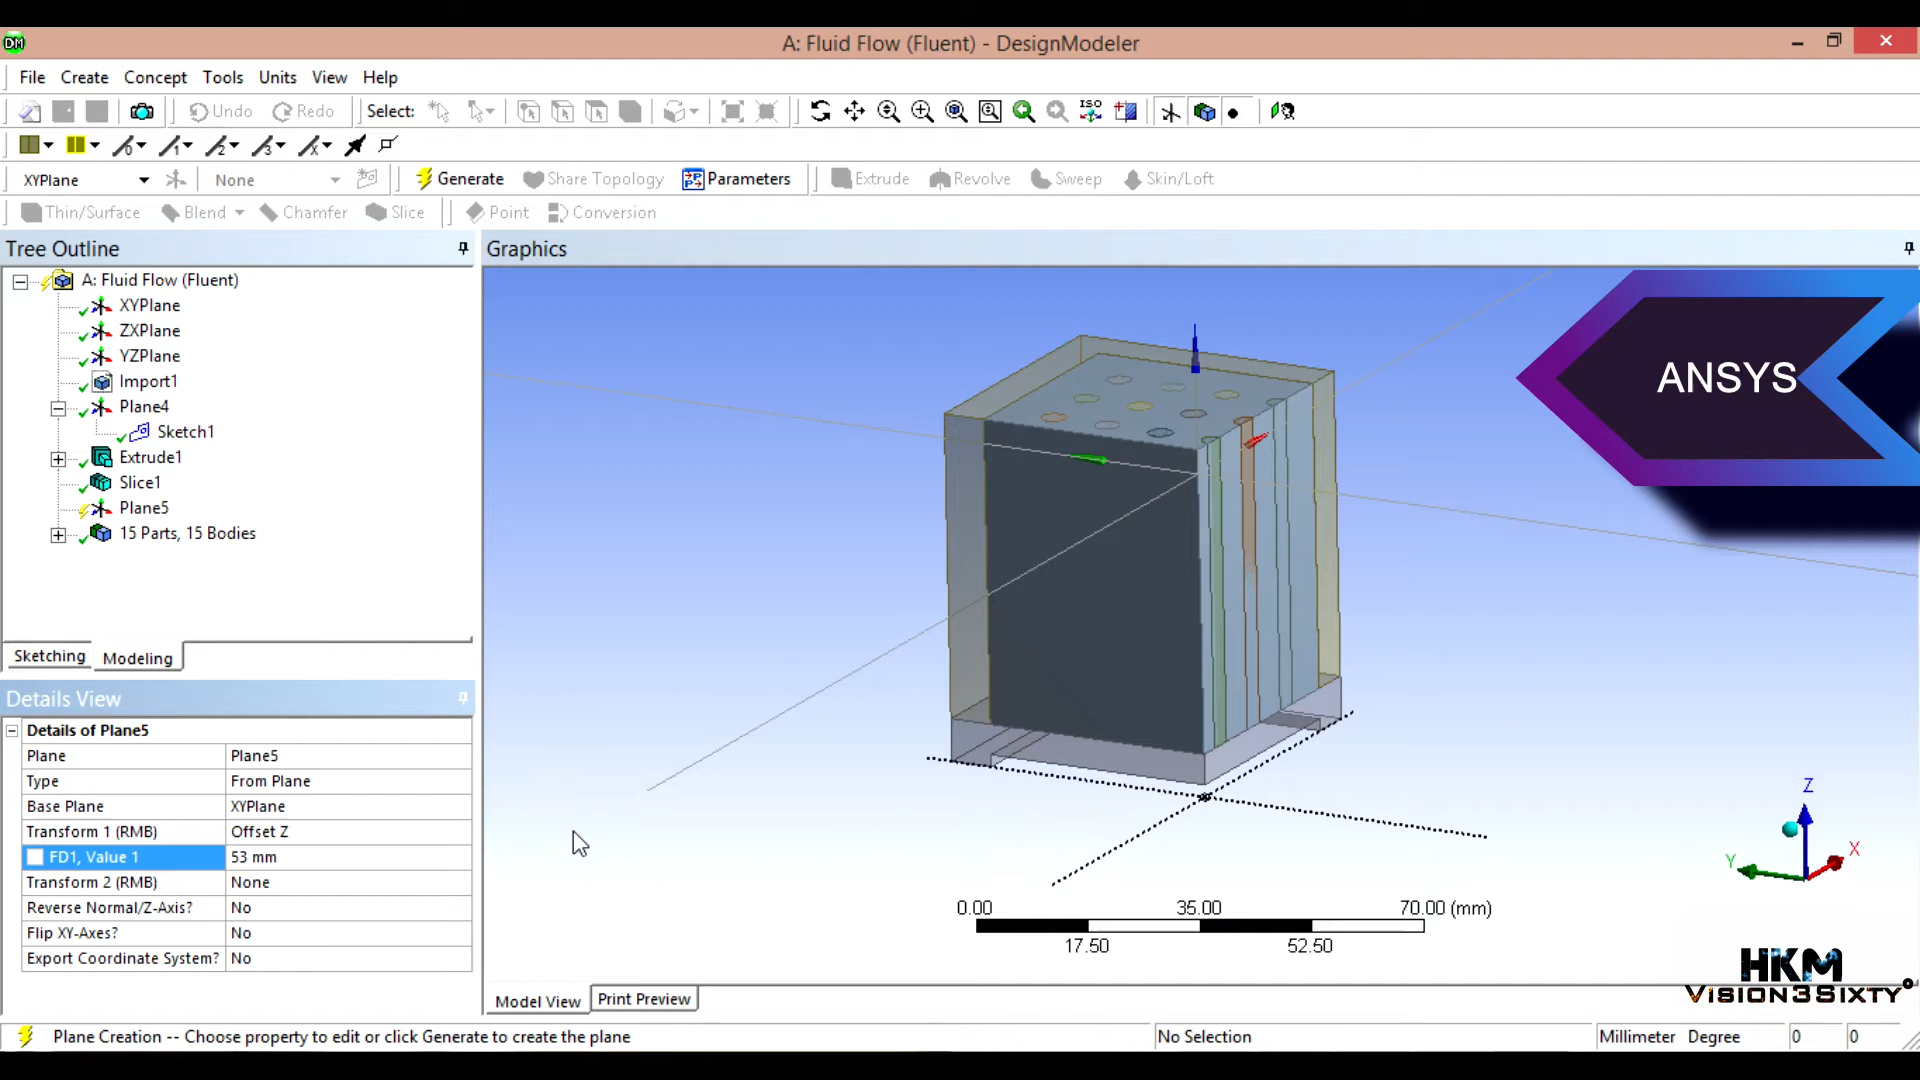 DM
A: Fluid Flow (Fluent) - DesignModeler
File Create Concept Tools Units View Help
Undo Redo Select: ISO
XYPlane None Generate Share Topology Parameters Extrude Revolve Sweep Skin/Loft
Thin/Surface Blend Chamfer Slice Point Conversion
Tree Outline
A: Fluid Flow (Fluent)
XYPlane
ZXPlane
YZPlane
Import1
Plane4
Sketch1
Extrude1
Slice1
Plane5
15 Parts, 15 Bodies
Sketching Modeling
Details View
Details of Plane5
Plane Plane5
Type From Plane
Base Plane XYPlane
Transform 1 (RMB) Offset Z
FD1, Value 1 53 mm
Transform 2 (RMB) None
Reverse Normal/Z-Axis? No
Flip XY-Axes? No
Export Coordinate System? No
Graphics
ANSYS
Z
Y
X
0.00 35.00 70.00 (mm)
17.50 52.50
HKM
VISION3SIXTY°
Model View Print Preview
Plane Creation -- Choose property to edit or click Generate to create the plane
No Selection
Millimeter Degree 0 0